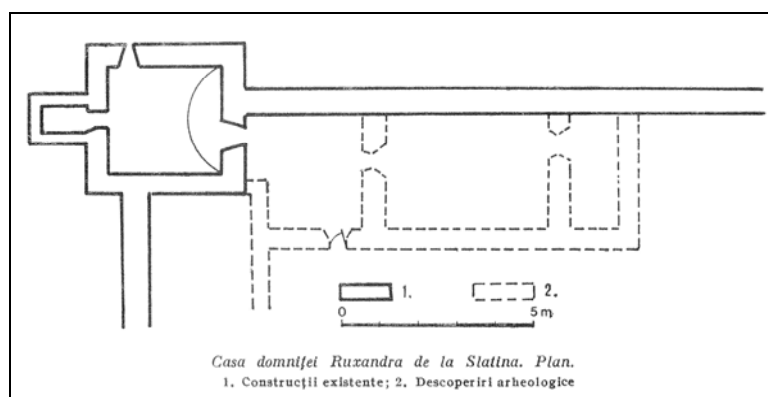 1.
2.
0 5 m.
Casa domniței Ruxandra de la Slatina. Plan.
1. Construcții existente; 2. Descoperiri arheologice